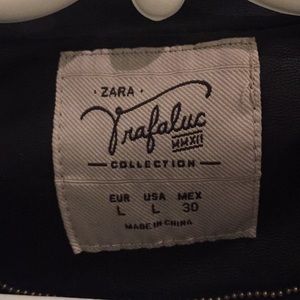 · ZARA ·
Trafaluc
MMXII
- COLLECTION -
EUR USA MEX
L L 30
MADE IN CHINA